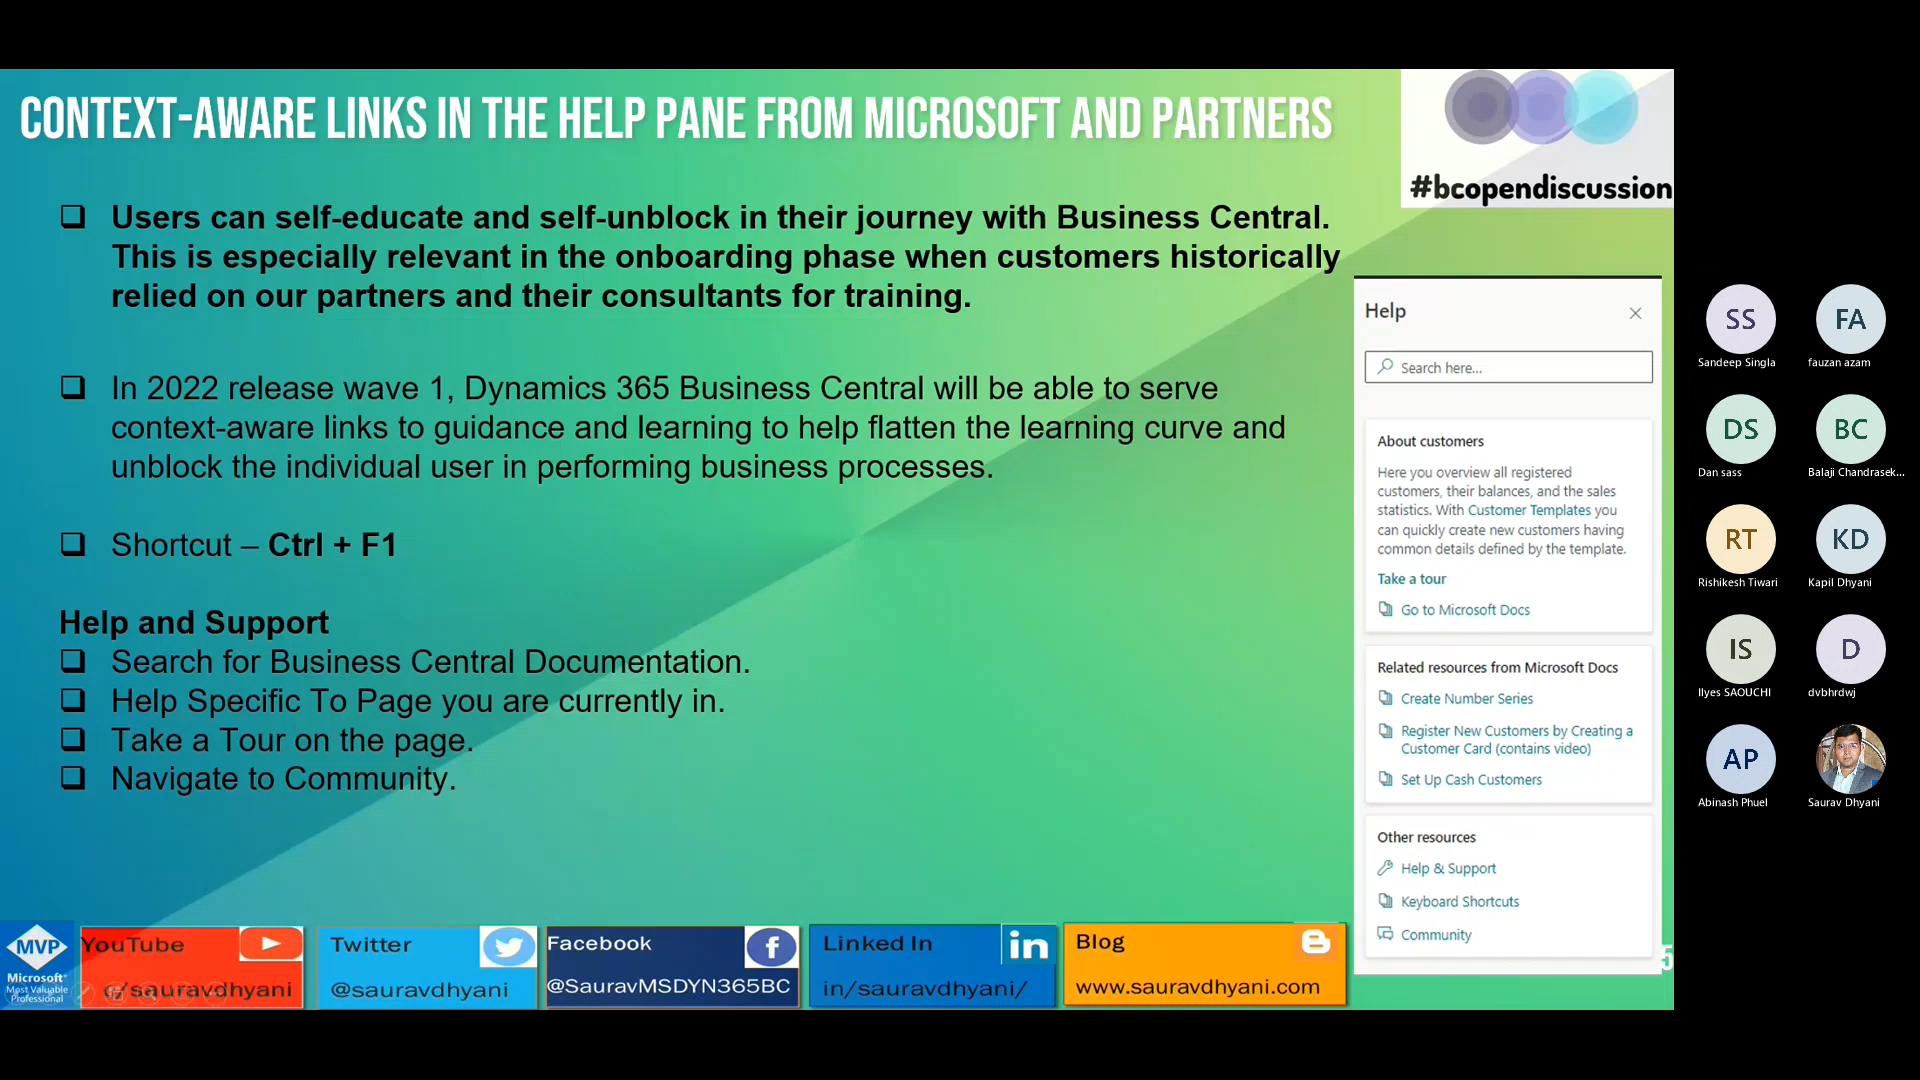 CONTEXT-AWARE LINKS IN THE HELP PANE FROM MICROSOFT AND PARTNERS
#bcopendiscussion
Users can self-educate and self-unblock in their journey with Business Central.
This is especially relevant in the onboarding phase when customers historically
relied on our partners and their consultants for training.
In 2022 release wave 1, Dynamics 365 Business Central will be able to serve
context-aware links to guidance and learning to help flatten the learning curve and
unblock the individual user in performing business processes.
Shortcut – Ctrl + F1
Help and Support
Search for Business Central Documentation.
Help Specific To Page you are currently in.
Take a Tour on the page.
Navigate to Community.
Help
Search here...
About customers
Here you overview all registered
customers, their balances, and the sales
statistics. With Customer Templates you
can quickly create new customers having
common details defined by the template.
Take a tour
Go to Microsoft Docs
Related resources from Microsoft Docs
Create Number Series
Register New Customers by Creating a
Customer Card (contains video)
Set Up Cash Customers
Other resources
Help & Support
Keyboard Shortcuts
Community
5
MVP
Microsoft®
Most Valuable
Professional
YouTube
c/sauravdhyani
Twitter
@sauravdhyani
Facebook
f
@SauravMSDYN365BC
Linked In
in
in/sauravdhyani/
Blog
www.sauravdhyani.com
SS
Sandeep Singla
FA
fauzan azam
DS
Dan sass
BC
Balaji Chandrasek...
RT
Rishikesh Tiwari
KD
Kapil Dhyani
IS
Ilyes SAOUCHI
D
dvbhrdwj
AP
Abinash Phuel
Saurav Dhyani